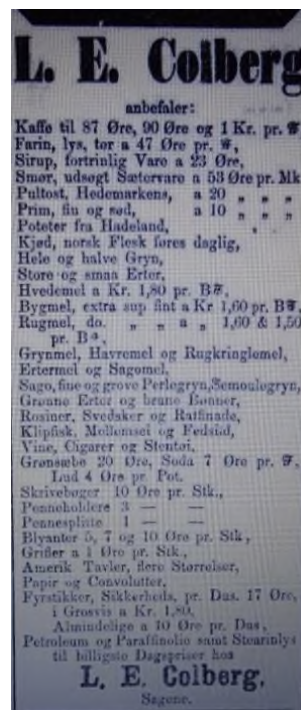 L. E. Colberg
anbefaler:
Kaffe til 87 Øre, 90 Øre og 1 Kr. pr. ℔
Farin, lys, tør a 47 Øre pr. ℔,
Sirup, fortrinlig Vare a 23 Øre,
Smør, udsøgt Sætervare a 53 Øre pr. Mk
Pultost, Hedemarkens, a 20 „ „ „
Prim, fin og sød, a 10 „ „ „
Poteter fra Hadeland, „
Kjød, norsk Flesk føres daglig,
Hele og halve Gryn,
Store og smaa Erter,
Hvedemel a Kr. 1,80 pr. B℔,
Bygmel, extra sup fint a Kr 1,60 pr. B℔,
Rugmel, do. „ „ a „ 1,60 & 1,50
pr. B℔,
Grynmel, Havremel og Rugkringlemel,
Ertermel og Sagomel,
Sago, fine og grove Perlegryn, Semoulegryn,
Grønne Erter og brune Bønner,
Rosiner, Svedsker og Raffinade,
Klipfisk, Mellemsei og Fedsild,
Vine, Cigarer og Stentøi,
Grønsæbe 20 Øre, Soda 7 Øre pr. ℔,
Lud 4 Øre pr. Pot.
Skrivebøger 10 Øre pr. Stk.,
Penneholdere 3 — —
Pennesplitte 1 — —
Blyanter 5, 7 og 10 Øre pr. Stk,
Grifler a 1 Øre pr. Stk.,
Amerik Tavler, flere Størrelser,
Papir og Convolutter,
Fyrstikker, Sikkerheds, pr. Dus. 17 Øre,
i Grosvis a Kr. 1,80,
Almindelige a 10 Øre pr. Dus,
Petroleum og Paraffinolie samt Stearinlys
til billigste Dagspriser hos
L. E. Colberg,
Sagene.